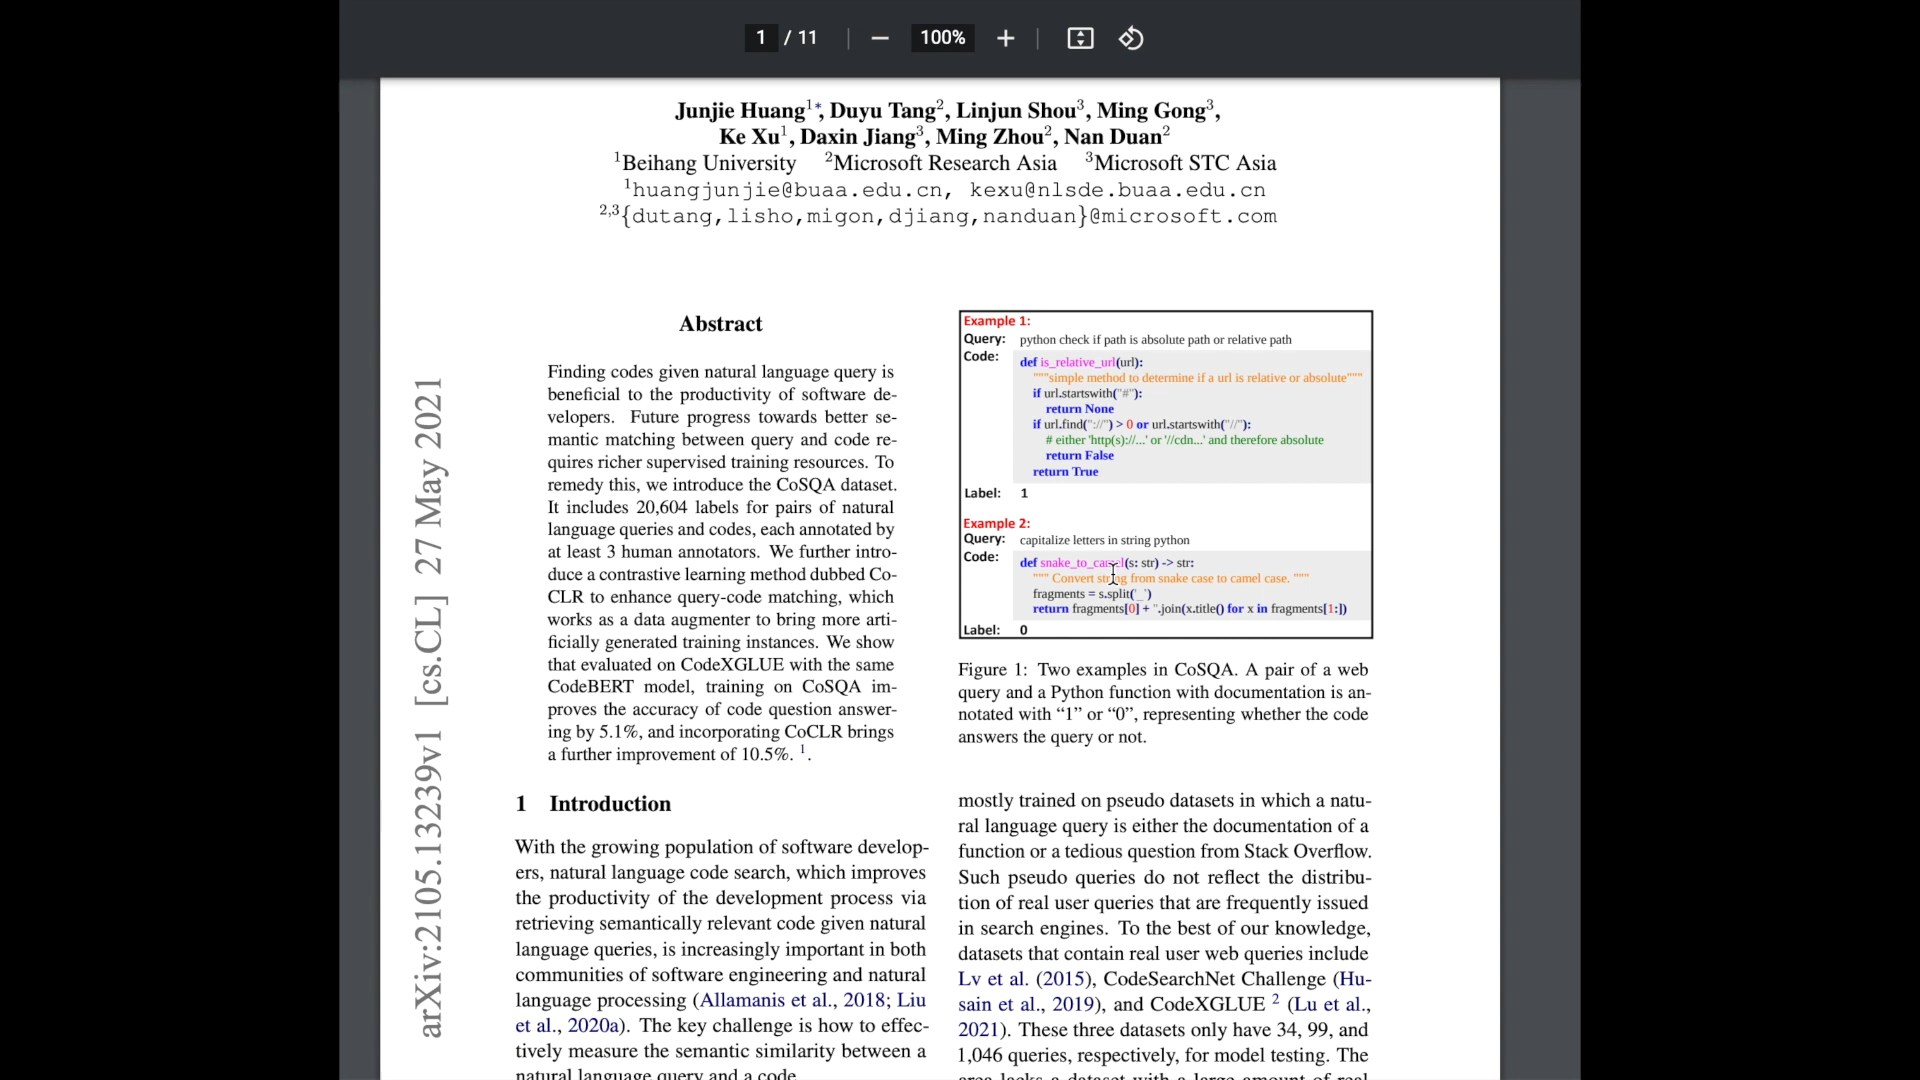 1 / 11 100%
Junjie Huang1*, Duyu Tang2, Linjun Shou3, Ming Gong3,
Ke Xu1, Daxin Jiang3, Ming Zhou2, Nan Duan2
1Beihang University 2Microsoft Research Asia 3Microsoft STC Asia
1huangjunjie@buaa.edu.cn, kexu@nlsde.buaa.edu.cn
2,3{dutang,lisho,migon,djiang,nanduan}@microsoft.com
arXiv:2105.13239v1 [cs.CL] 27 May 2021
Abstract
Finding codes given natural language query is
beneficial to the productivity of software de-
velopers. Future progress towards better se-
mantic matching between query and code re-
quires richer supervised training resources. To
remedy this, we introduce the CoSQA dataset.
It includes 20,604 labels for pairs of natural
language queries and codes, each annotated by
at least 3 human annotators. We further intro-
duce a contrastive learning method dubbed Co-
CLR to enhance query-code matching, which
works as a data augmenter to bring more arti-
ficially generated training instances. We show
that evaluated on CodeXGLUE with the same
CodeBERT model, training on CoSQA im-
proves the accuracy of code question answer-
ing by 5.1%, and incorporating CoCLR brings
a further improvement of 10.5%. 1.
1 Introduction
With the growing population of software develop-
ers, natural language code search, which improves
the productivity of the development process via
retrieving semantically relevant code given natural
language queries, is increasingly important in both
communities of software engineering and natural
language processing (Allamanis et al., 2018; Liu
et al., 2020a). The key challenge is how to effec-
tively measure the semantic similarity between a
natural language query and a code.
Example 1:
Query: python check if path is absolute path or relative path
Code: def is_relative_url(url):
"""simple method to determine if a url is relative or absolute"""
if url.startswith("#"):
return None
if url.find("://") > 0 or url.startswith("//"):
# either 'http(s)://...' or '//cdn...' and therefore absolute
return False
return True
Label: 1
Example 2:
Query: capitalize letters in string python
Code: def snake_to_camel(s: str) -> str:
""" Convert string from snake case to camel case. """
fragments = s.split('_')
return fragments[0] + ''.join(x.title() for x in fragments[1:])
Label: 0
Figure 1: Two examples in CoSQA. A pair of a web
query and a Python function with documentation is an-
notated with “1” or “0”, representing whether the code
answers the query or not.
mostly trained on pseudo datasets in which a natu-
ral language query is either the documentation of a
function or a tedious question from Stack Overflow.
Such pseudo queries do not reflect the distribu-
tion of real user queries that are frequently issued
in search engines. To the best of our knowledge,
datasets that contain real user web queries include
Lv et al. (2015), CodeSearchNet Challenge (Hu-
sain et al., 2019), and CodeXGLUE 2 (Lu et al.,
2021). These three datasets only have 34, 99, and
1,046 queries, respectively, for model testing. The
area lacks a dataset with a large amount of real